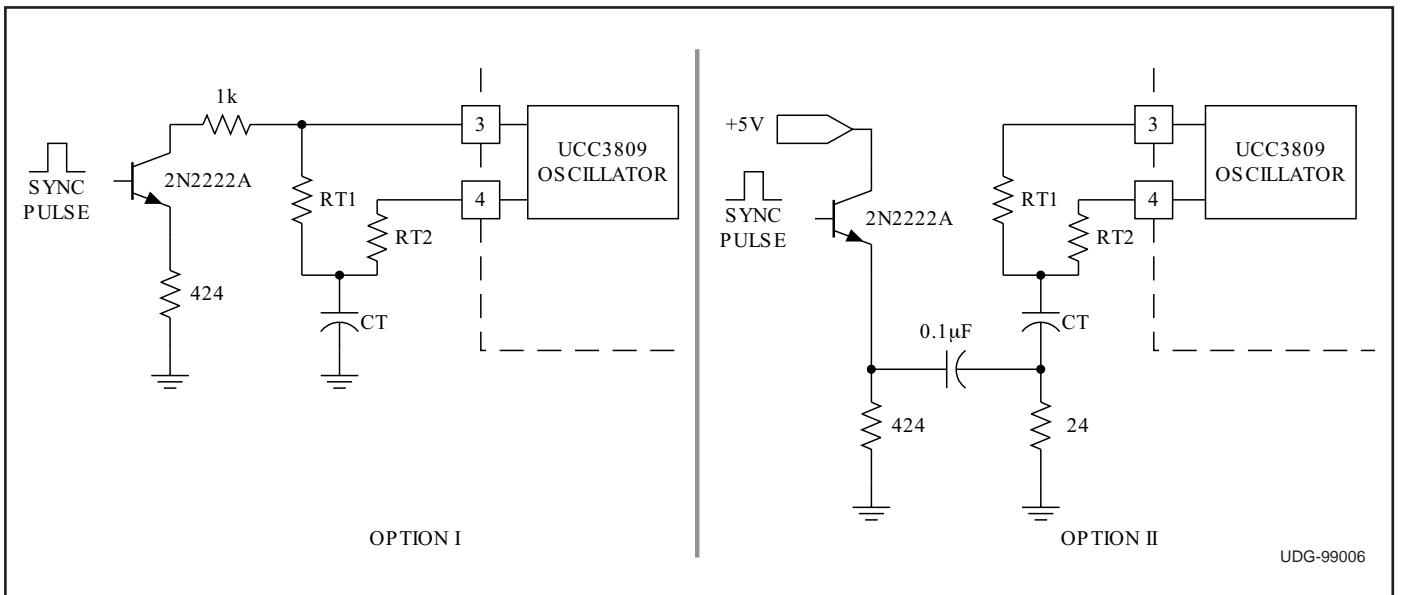 1k
3
UCC3809
OSCILLATOR
SYNC
PULSE
2N2222A
RT1
4
RT2
424
CT
OPTION I
+5V
3
UCC3809
OSCILLATOR
SYNC
PULSE
2N2222A
RT1
4
RT2
0.1μF
CT
424
24
OPTION II
UDG-99006